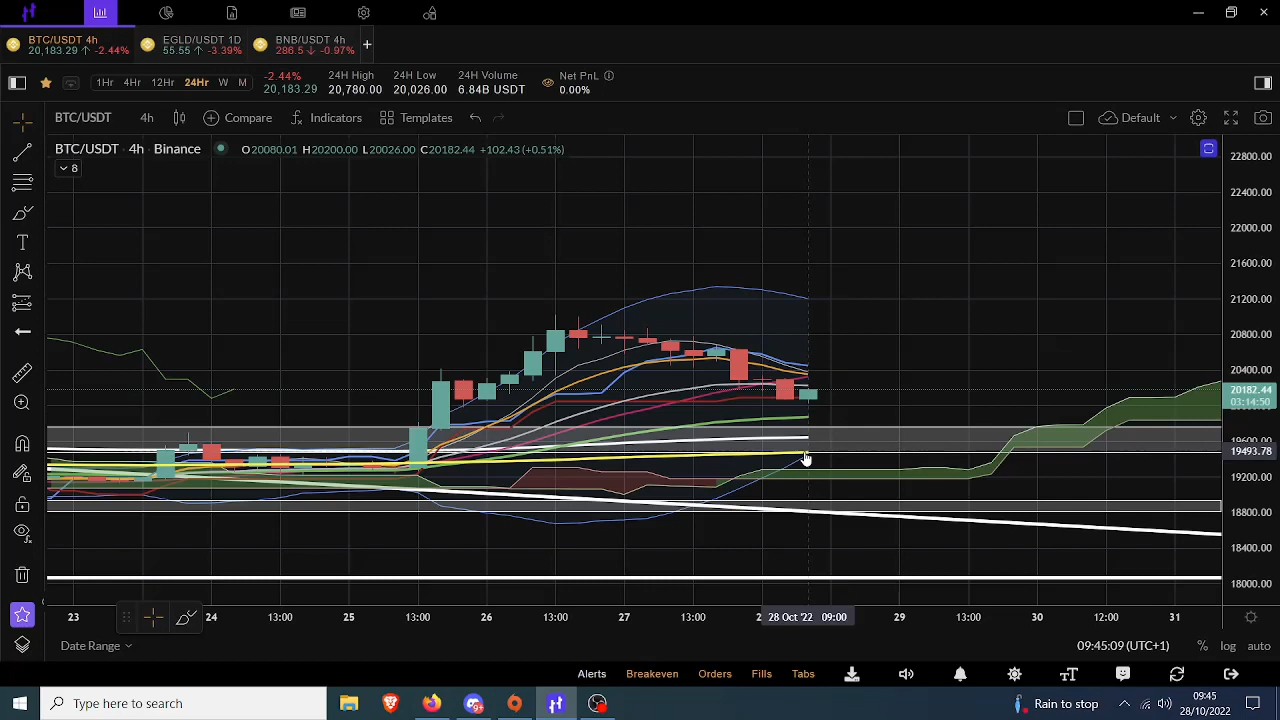 BTC/USDT 4h
20,183.29 ↑ -2.44%
EGLD/USDT 1D
55.55 ↑ -3.39%
BNB/USDT 4h
286.5 ↓ -0.97%
+
1Hr 4Hr 12Hr 24Hr W M
-2.44%
20,183.29
24H High
20,780.00
24H Low
20,026.00
24H Volume
6.84B USDT
Net PnL
0.00%
BTC/USDT 4h Compare Indicators Templates Default
BTC/USDT · 4h · Binance O20080.01 H20200.00 L20026.00 C20182.44 +102.43 (+0.51%)
8
22800.00
22400.00
22000.00
21600.00
21200.00
20800.00
20400.00
20182.44
03:14:50
19493.78
19200.00
18800.00
18400.00
18000.00
23 13:00 24 13:00 25 13:00 26 13:00 27 13:00 28 Oct '22 09:00 29 13:00 30 12:00 31
Date Range 09:45:09 (UTC+1) % log auto
Alerts Breakeven Orders Fills Tabs
Type here to search
Rain to stop
09:45
28/10/2022